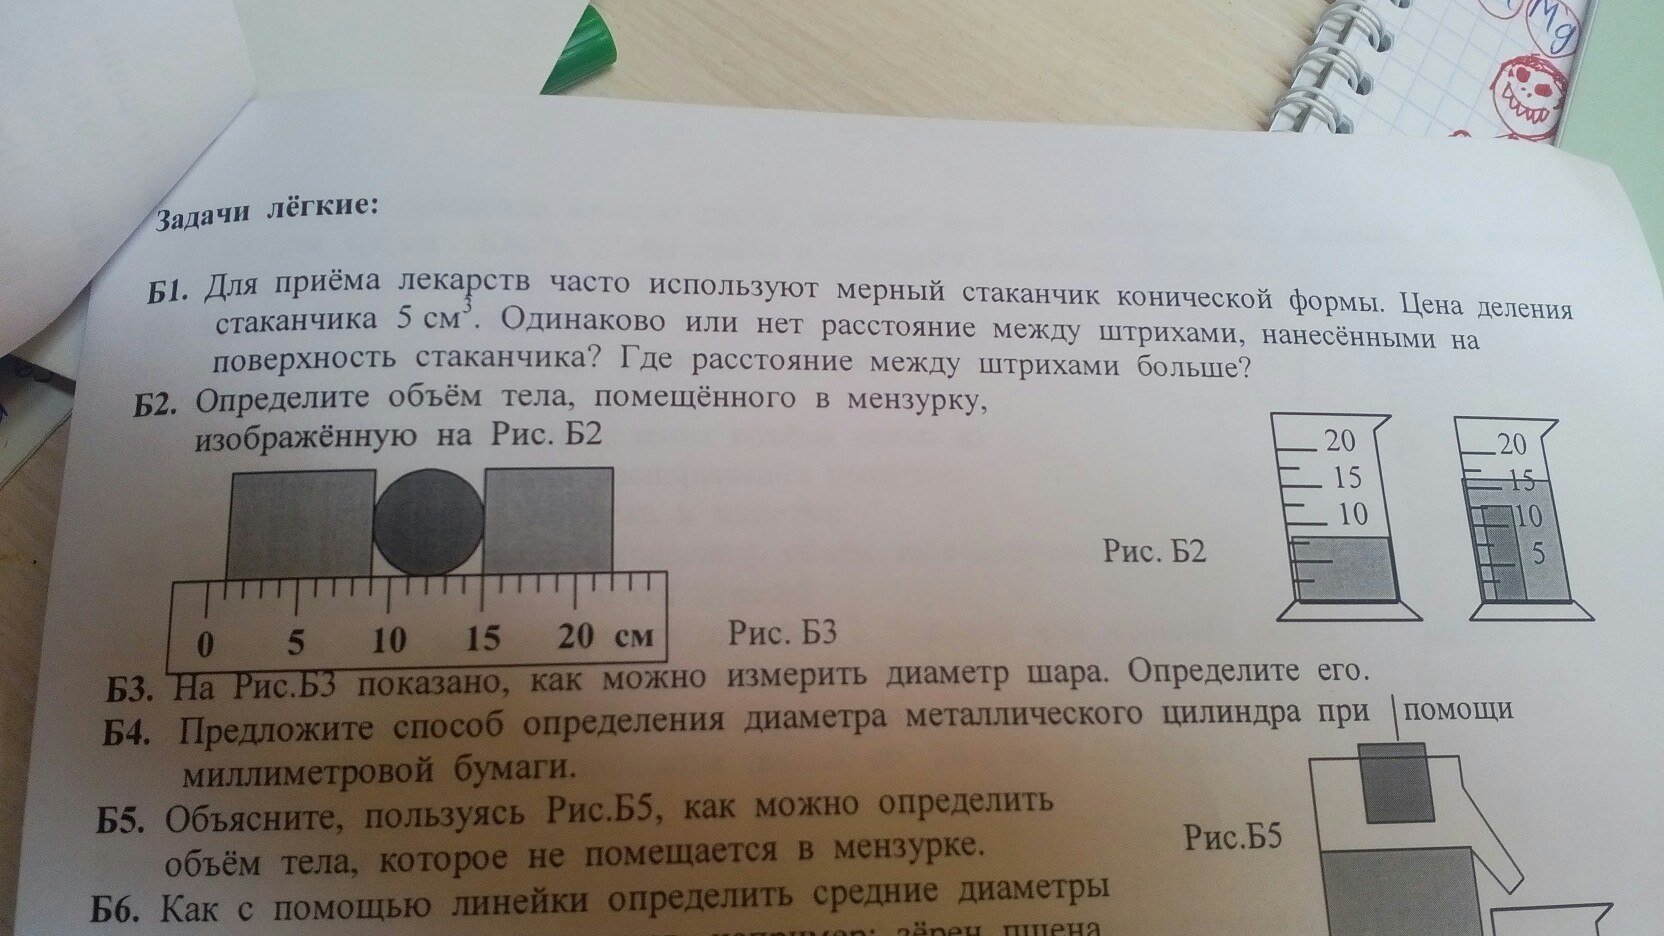 Mg
Задачи лёгкие:
Б1. Для приёма лекарств часто используют мерный стаканчик конической формы. Цена деления
стаканчика 5 см³. Одинаково или нет расстояние между штрихами, нанесёнными на
поверхность стаканчика? Где расстояние между штрихами больше?
Б2. Определите объём тела, помещённого в мензурку,
изображённую на Рис. Б2
20
15
10
20
15
10
5
Рис. Б2
0 5 10 15 20 см
Рис. Б3
Б3. На Рис.Б3 показано, как можно измерить диаметр шара. Определите его.
Б4. Предложите способ определения диаметра металлического цилиндра при помощи
миллиметровой бумаги.
Б5. Объясните, пользуясь Рис.Б5, как можно определить
объём тела, которое не помещается в мензурке.
Рис.Б5
Б6. Как с помощью линейки определить средние диаметры
например: зёрен пшена